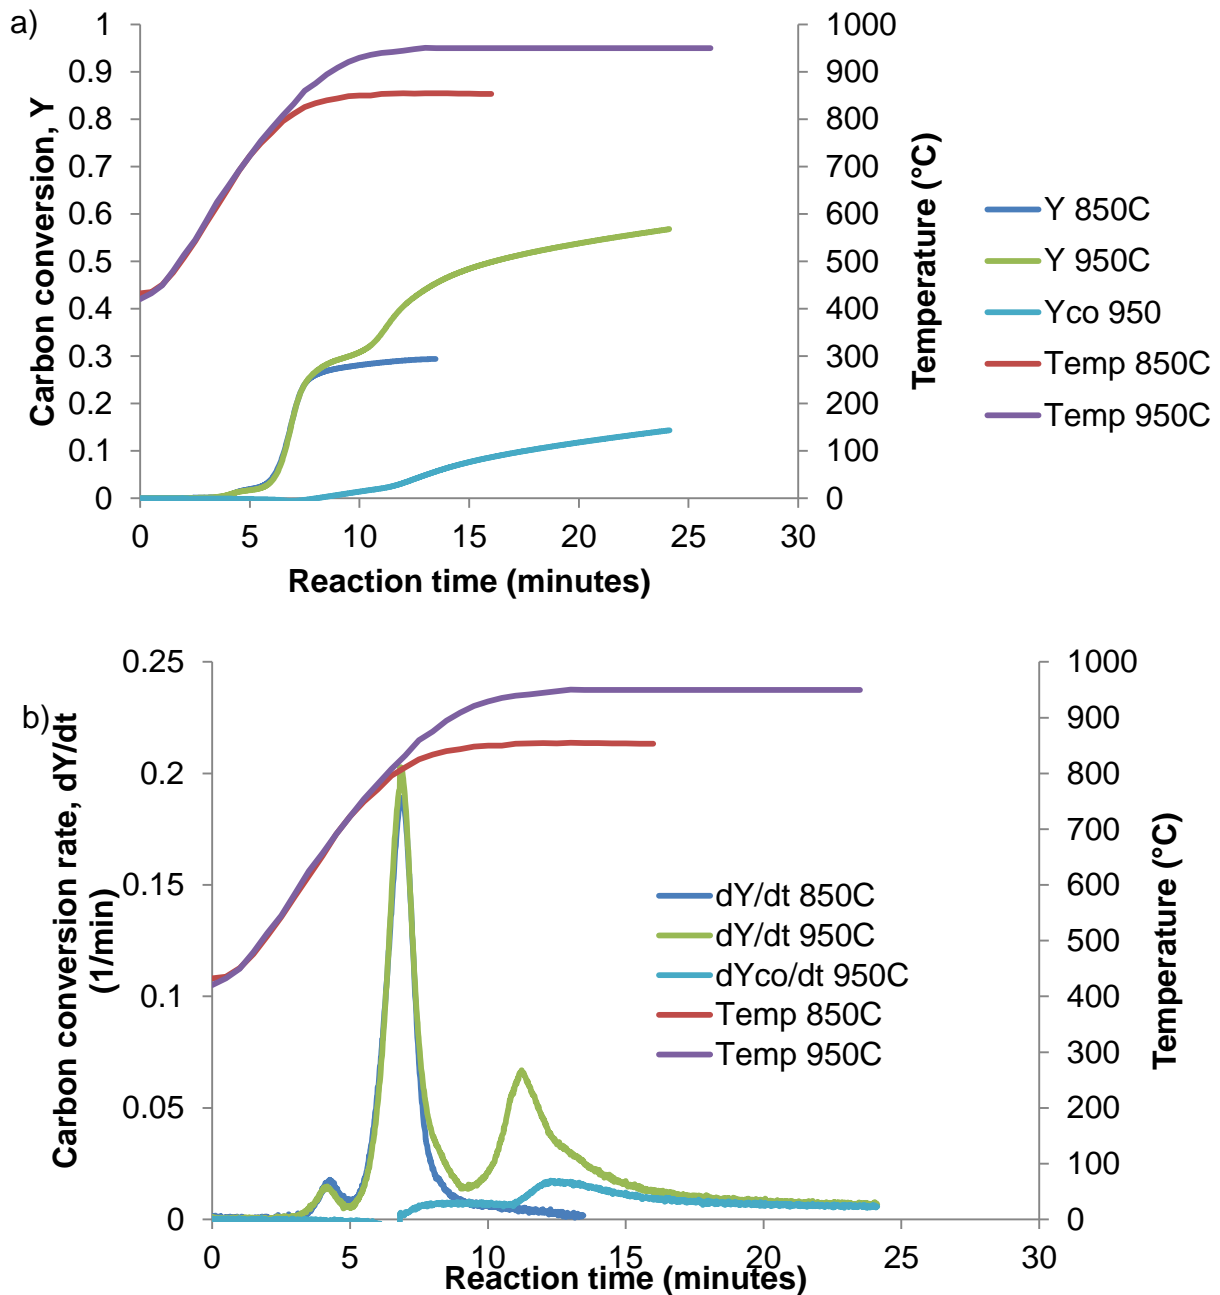 a)
1
0.9
0.8
0.7
0.6
0.5
0.4
0.3
0.2
0.1
0
Carbon conversion, Y
1000
900
800
700
600
500
400
300
200
100
0
Temperature (°C)
0 5 10 15 20 25 30
Reaction time (minutes)
Y 850C
Y 950C
Yco 950
Temp 850C
Temp 950C
b)
0.25
0.2
0.15
0.1
0.05
0
Carbon conversion rate, dY/dt
(1/min)
1000
900
800
700
600
500
400
300
200
100
0
Temperature (°C)
dY/dt 850C
dY/dt 950C
dYco/dt 950C
Temp 850C
Temp 950C
0 5 10 15 20 25 30
Reaction time (minutes)